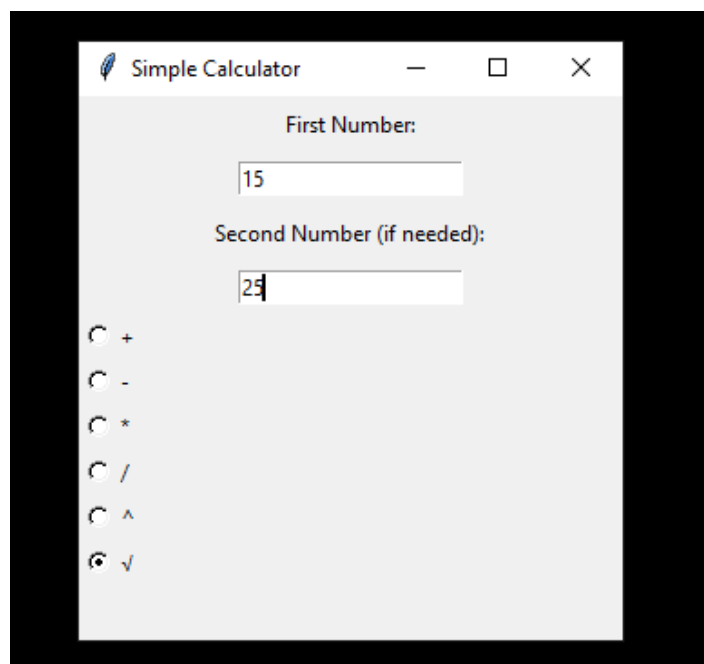 Simple Calculator
First Number:
15
Second Number (if needed):
25
+
-
*
/
^
√